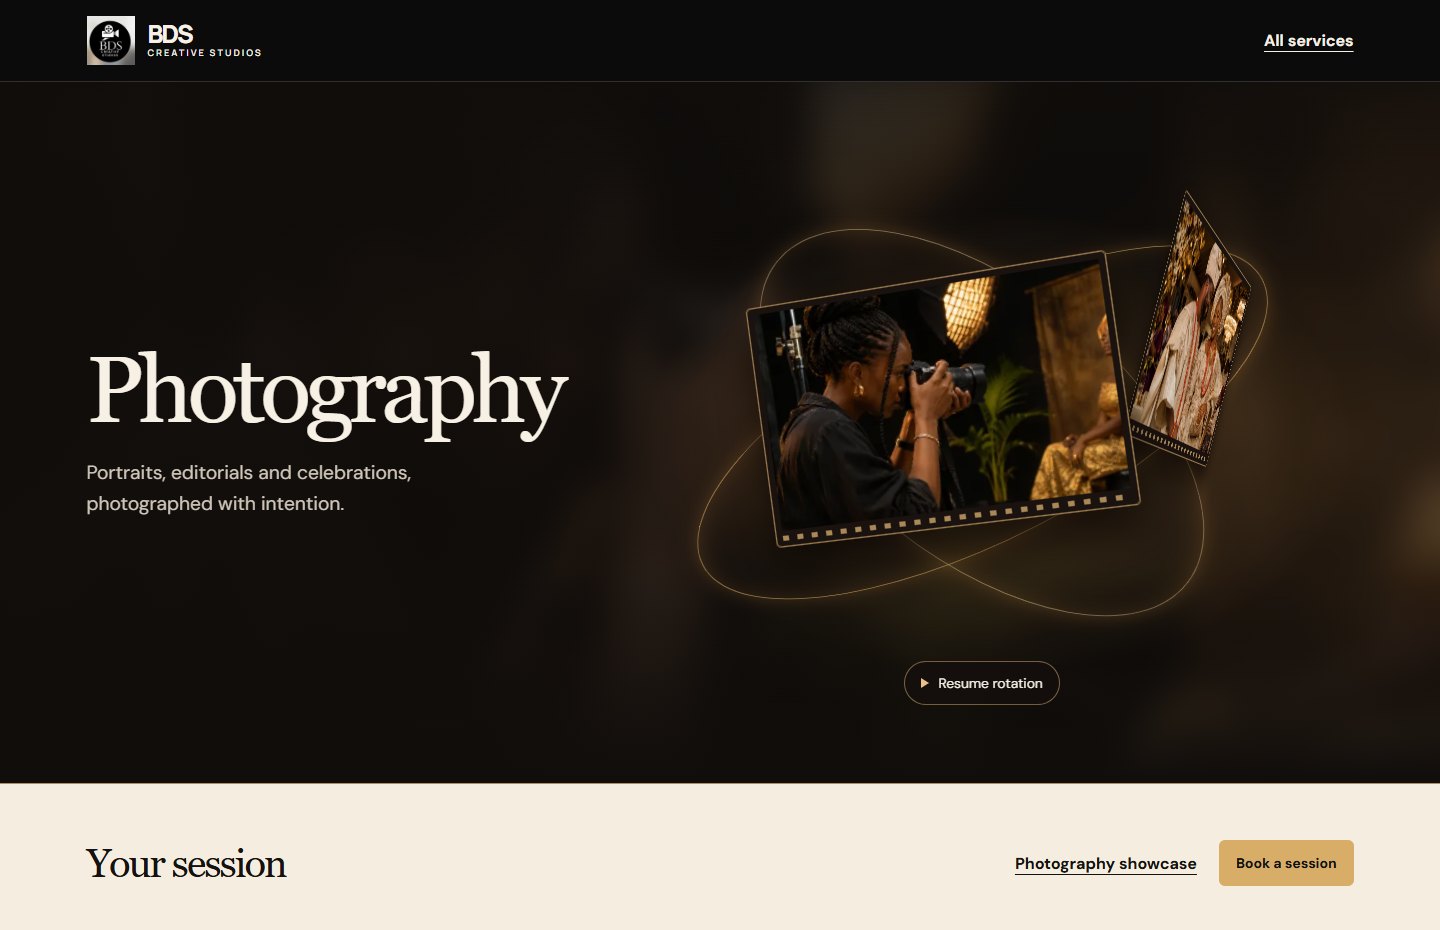 BDS
BDS
CREATIVE STUDIOS
All services
Photography
Portraits, editorials and celebrations,
photographed with intention.
Resume rotation
Your session
Photography showcase
Book a session